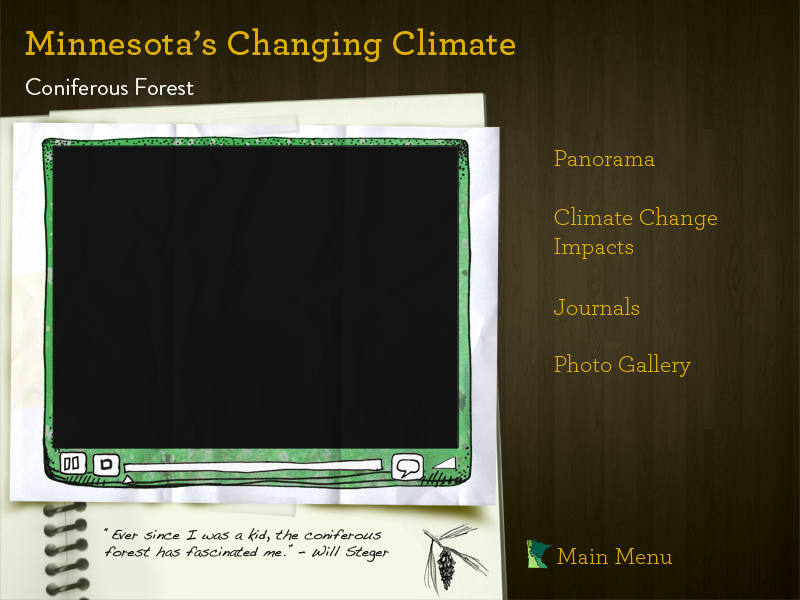 Minnesota’s Changing Climate
Coniferous Forest
Panorama
Climate Change
Impacts
Journals
Photo Gallery
"Ever since I was a kid, the coniferous
forest has fascinated me." - Will Steger
Main Menu